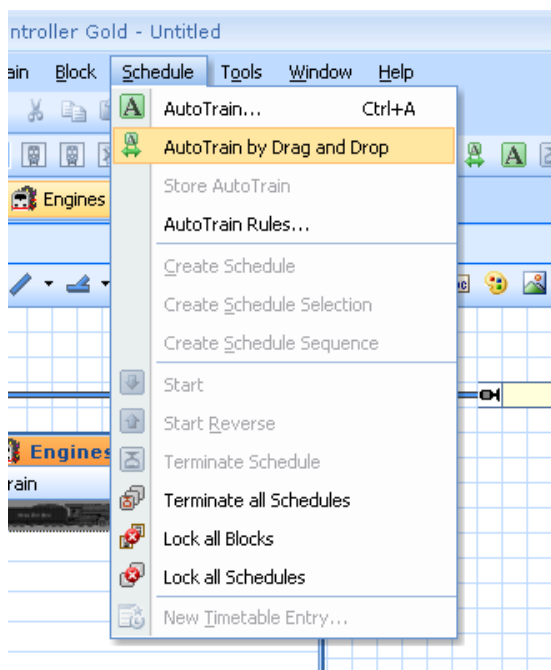 ntroller Gold - Untitled
ain Block Schedule Tools Window Help
AutoTrain... Ctrl+A
AutoTrain by Drag and Drop
Engines
Store AutoTrain
AutoTrain Rules...
Create Schedule
Create Schedule Selection
Create Schedule Sequence
Start
Start Reverse
Engines
Terminate Schedule
rain
Terminate all Schedules
Lock all Blocks
Lock all Schedules
New Timetable Entry...